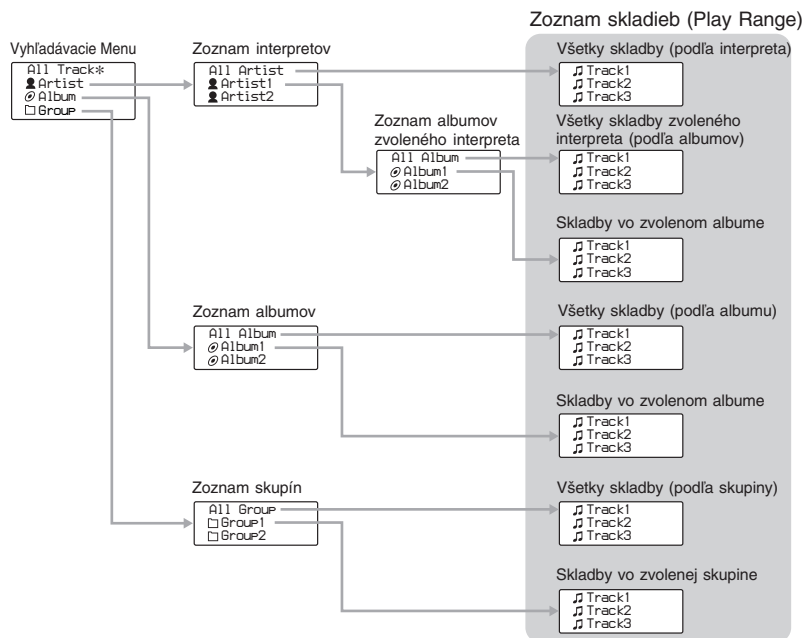 Zoznam skladieb (Play Range)
Vyhľadávacie Menu
All Track*
Artist
Album
Group
Zoznam interpretov
All Artist
Artist1
Artist2
Všetky skladby (podľa interpreta)
Track1
Track2
Track3
Zoznam albumov
zvoleného interpreta
All Album
Album1
Album2
Všetky skladby zvoleného
interpreta (podľa albumov)
Track1
Track2
Track3
Skladby vo zvolenom albume
Track1
Track2
Track3
Zoznam albumov
All Album
Album1
Album2
Všetky skladby (podľa albumu)
Track1
Track2
Track3
Skladby vo zvolenom albume
Track1
Track2
Track3
Zoznam skupín
All Group
Group1
Group2
Všetky skladby (podľa skupiny)
Track1
Track2
Track3
Skladby vo zvolenej skupine
Track1
Track2
Track3